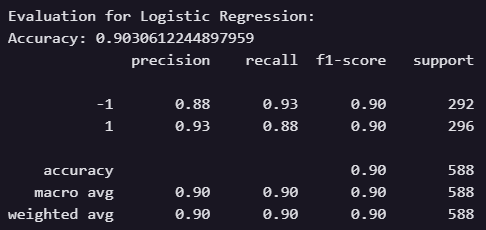 Evaluation for Logistic Regression:
Accuracy: 0.9030612244897959
precision recall f1-score support
-1 0.88 0.93 0.90 292
1 0.93 0.88 0.90 296
accuracy 0.90 588
macro avg 0.90 0.90 0.90 588
weighted avg 0.90 0.90 0.90 588